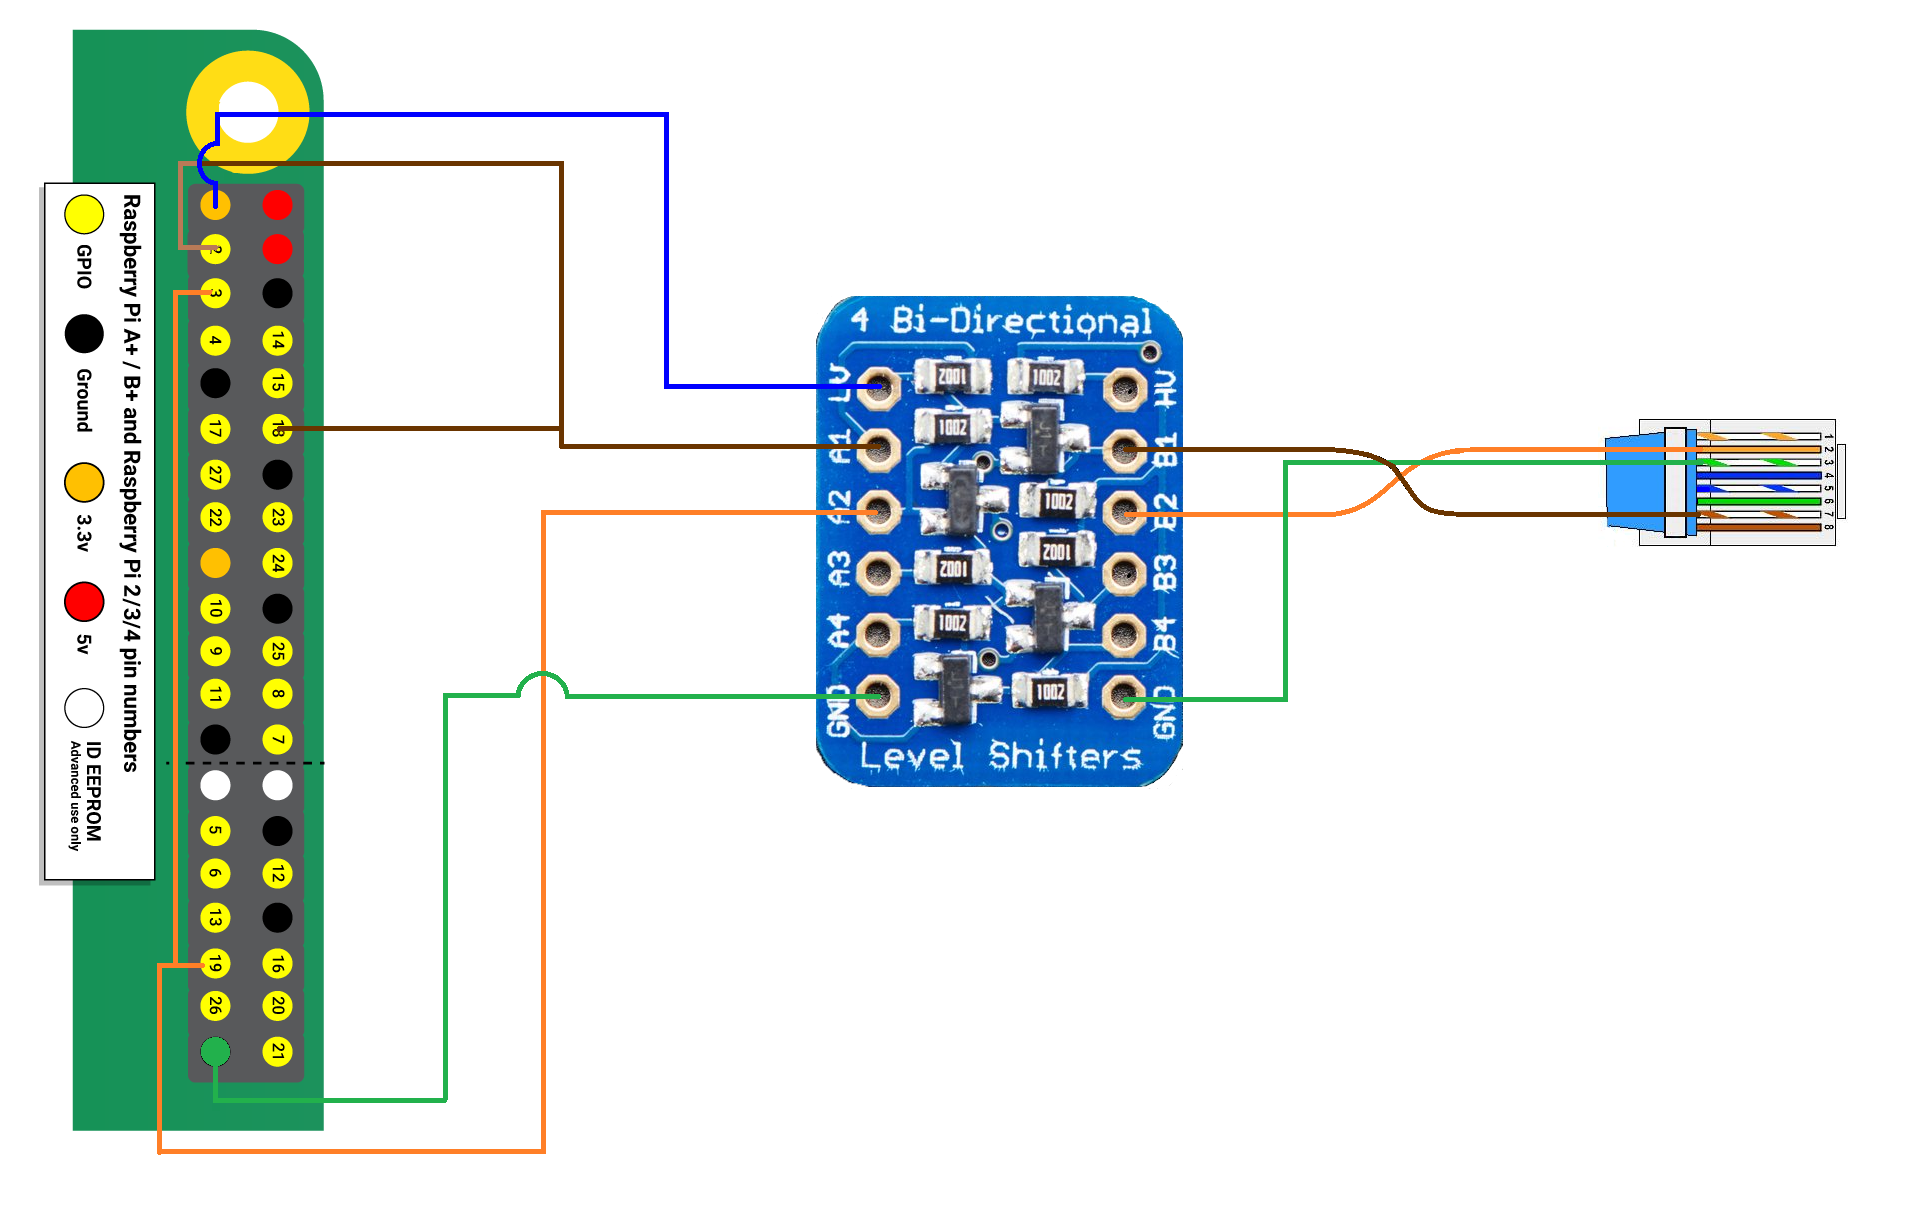 Raspberry Pi A+ / B+ and Raspberry Pi 2/3/4 pin numbers
GPIO
Ground
3.3v
5v
ID EEPROM
Advanced use only
2
3
4 14
15
17 18
27
22 23
24
10
9 25
11 8
7
5
6 12
13
19 16
26 20
21
4 Bi-Directional
LV HV
A1 B1
A2 B2
A3 B3
A4 B4
GND GND
1002 1002
1002
1002
1002
1002
1002
1002
Level Shifters
1
2
3
4
5
6
7
8